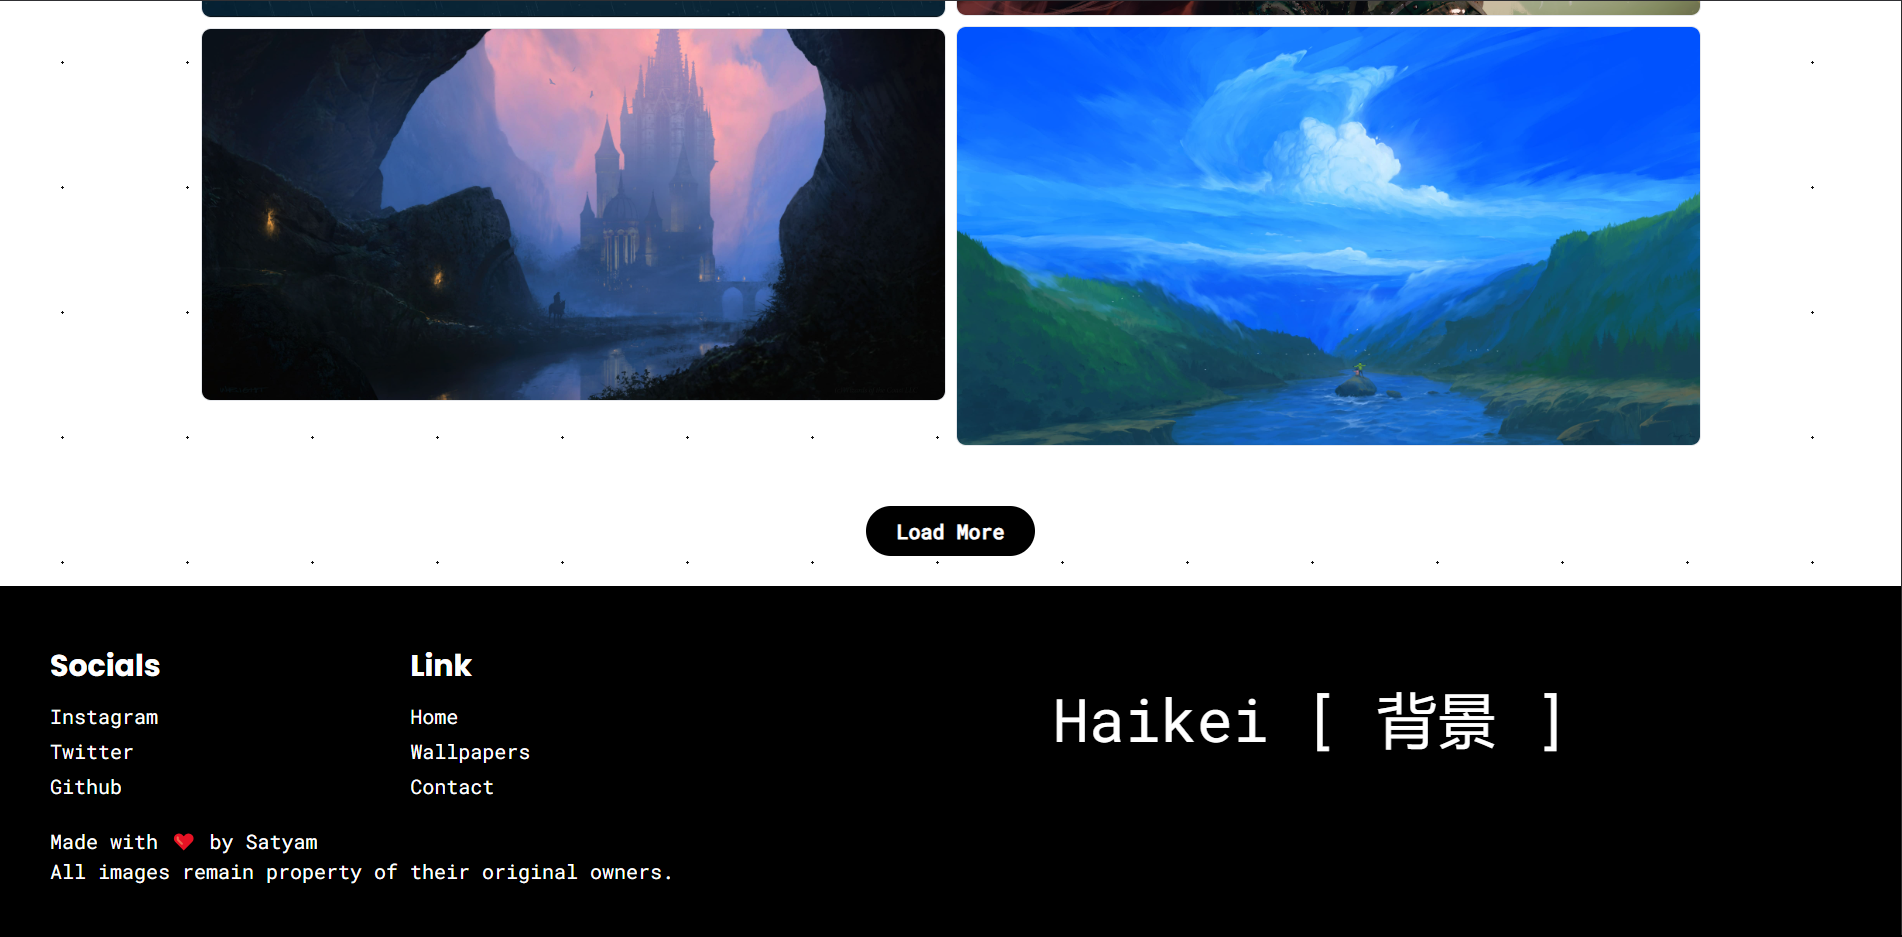 Load More
Socials
Instagram
Twitter
Github
Link
Home
Wallpapers
Contact
Haikei [ 背景 ]
Made with ❤ by Satyam
All images remain property of their original owners.